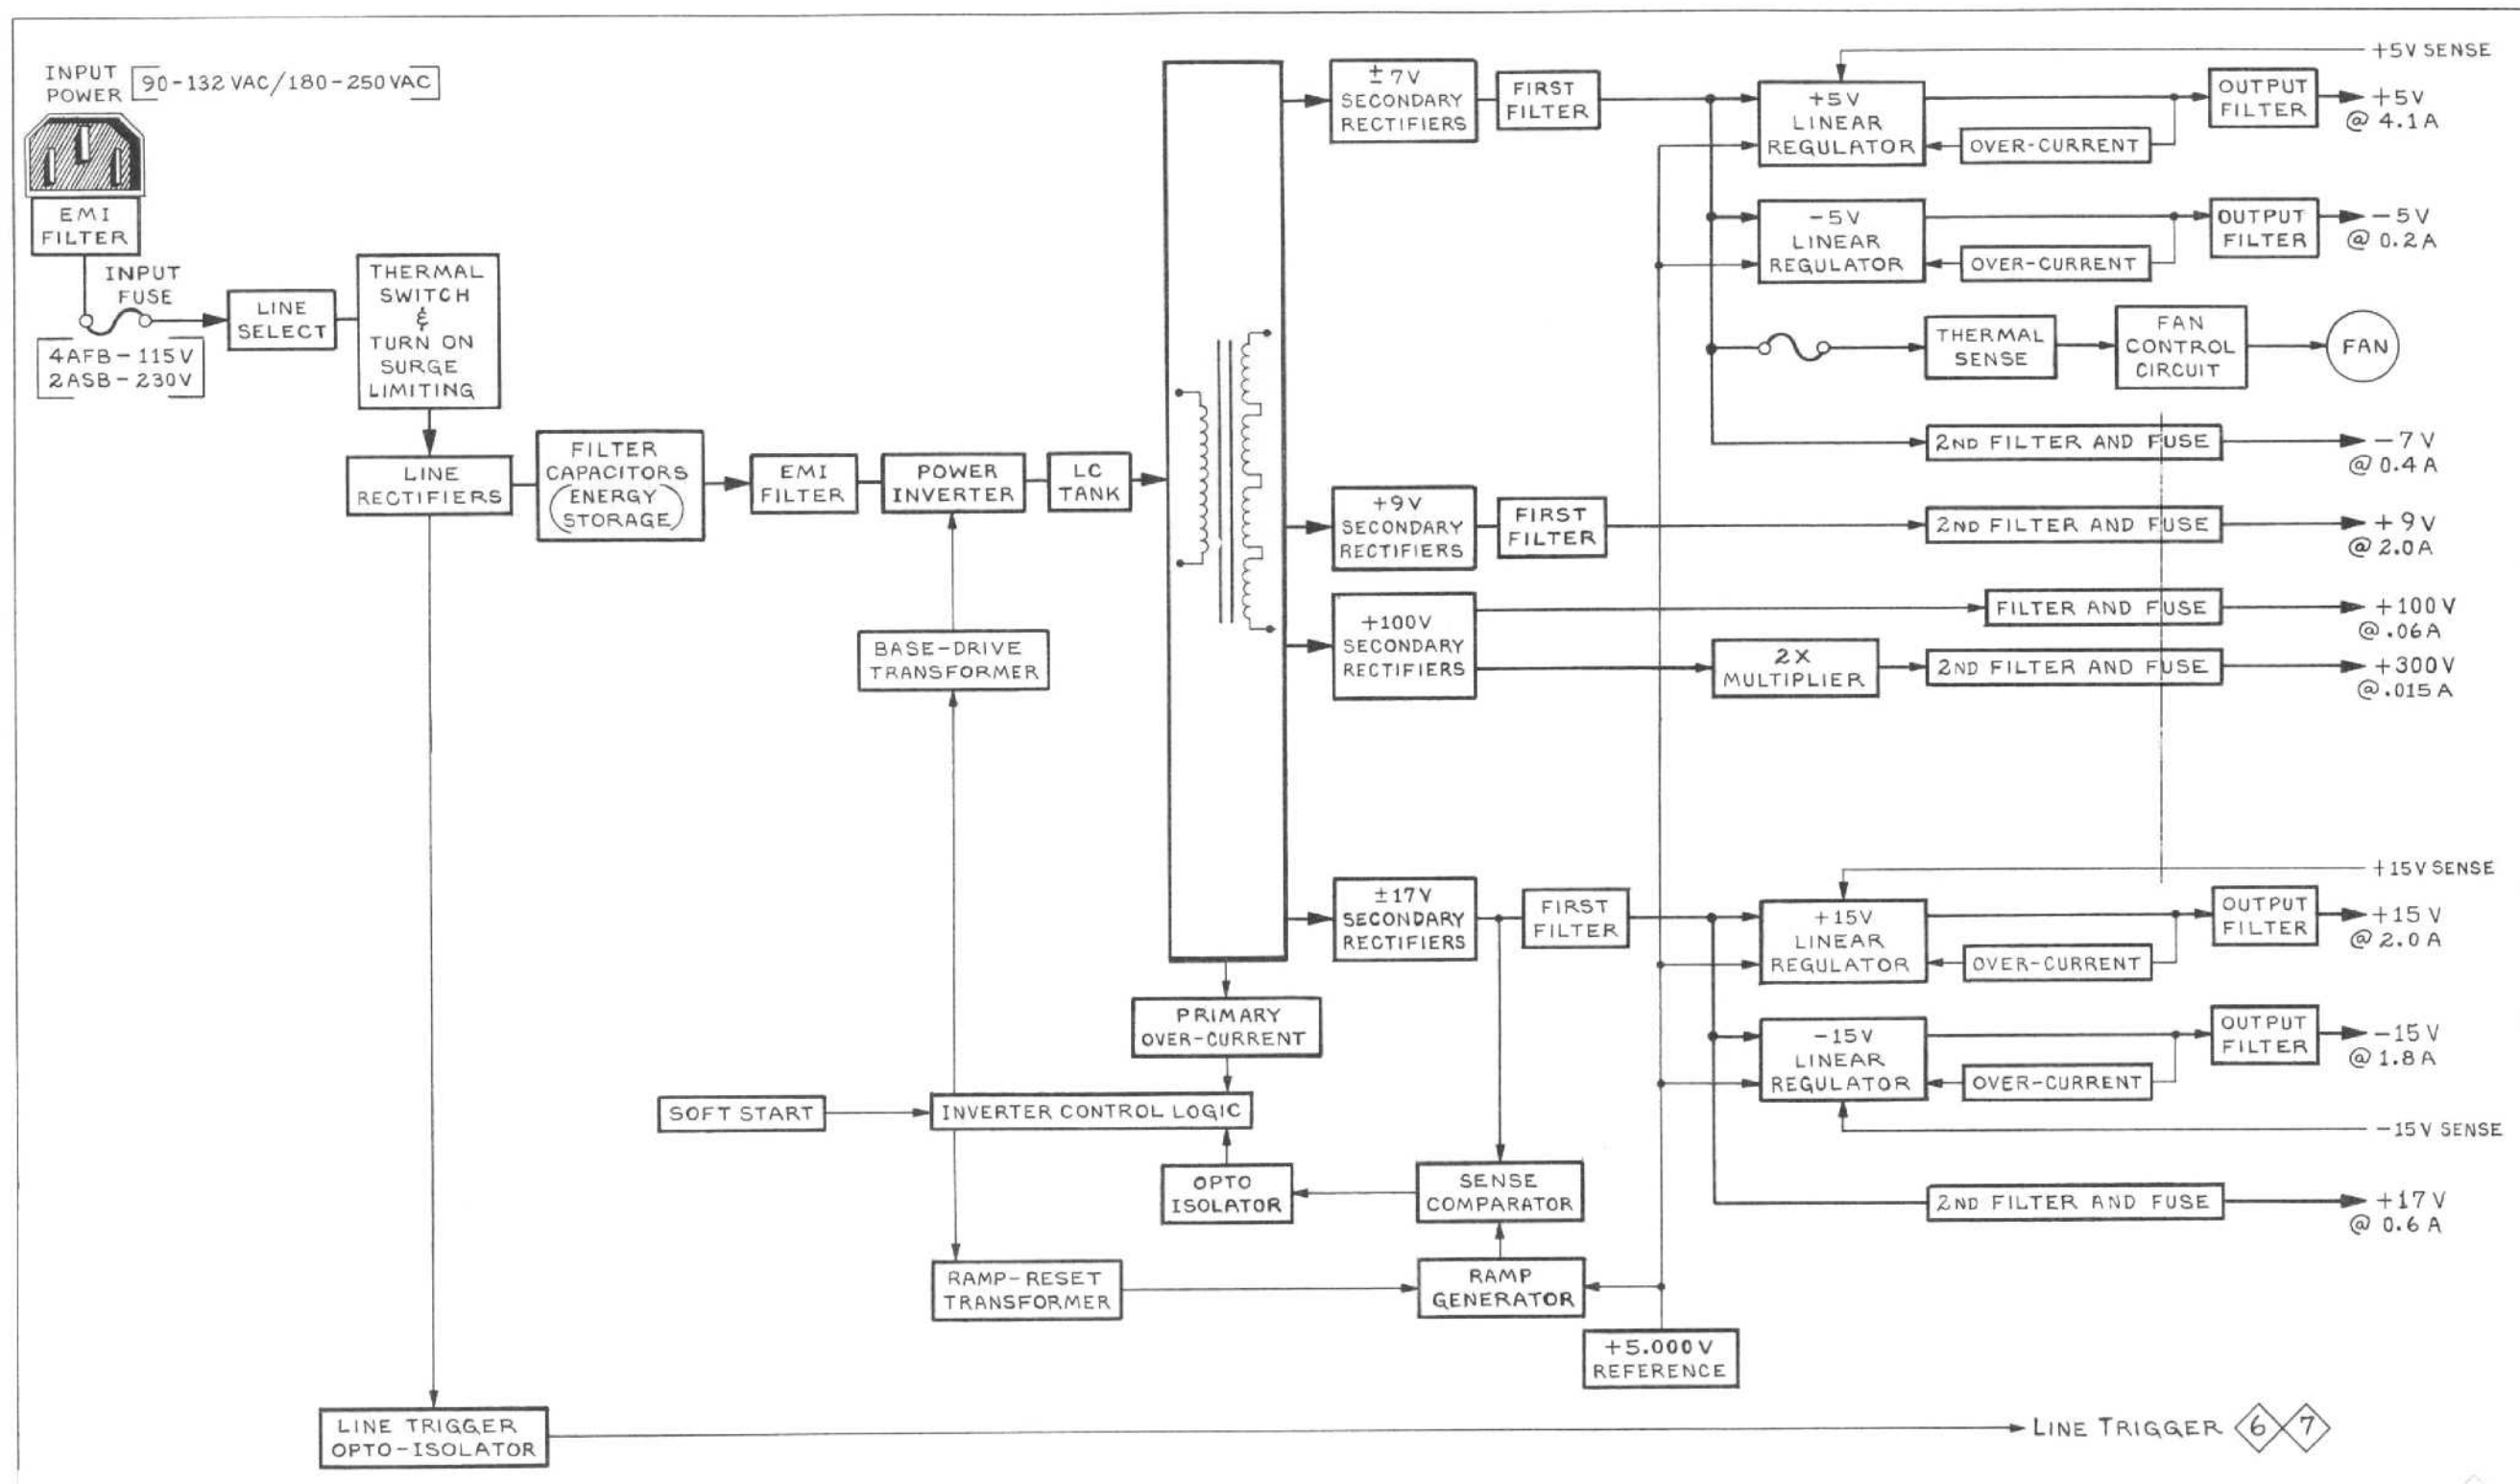 INPUT
POWER
90-132 VAC/180-250VAC
EMI
FILTER
INPUT
FUSE
4AFB-115V
2ASB-230V
LINE
SELECT
THERMAL
SWITCH
&
TURN ON
SURGE
LIMITING
LINE
RECTIFIERS
FILTER
CAPACITORS
(ENERGY
STORAGE)
EMI
FILTER
POWER
INVERTER
LC
TANK
BASE-DRIVE
TRANSFORMER
±7V
SECONDARY
RECTIFIERS
FIRST
FILTER
+5V SENSE
+5V
LINEAR
REGULATOR
OVER-CURRENT
OUTPUT
FILTER
+5V
@ 4.1A
-5V
LINEAR
REGULATOR
OVER-CURRENT
OUTPUT
FILTER
-5V
@ 0.2A
THERMAL
SENSE
FAN
CONTROL
CIRCUIT
FAN
2ND FILTER AND FUSE
-7V
@ 0.4A
+9V
SECONDARY
RECTIFIERS
FIRST
FILTER
2ND FILTER AND FUSE
+9V
@ 2.0A
+100V
SECONDARY
RECTIFIERS
FILTER AND FUSE
+100V
@.06A
2X
MULTIPLIER
2ND FILTER AND FUSE
+300V
@.015A
±17V
SECONDARY
RECTIFIERS
FIRST
FILTER
+15V SENSE
+15V
LINEAR
REGULATOR
OVER-CURRENT
OUTPUT
FILTER
+15V
@ 2.0A
-15V
LINEAR
REGULATOR
OVER-CURRENT
OUTPUT
FILTER
-15V
@ 1.8A
-15V SENSE
2ND FILTER AND FUSE
+17V
@ 0.6A
PRIMARY
OVER-CURRENT
SOFT START
INVERTER CONTROL LOGIC
OPTO
ISOLATOR
SENSE
COMPARATOR
RAMP-RESET
TRANSFORMER
RAMP
GENERATOR
+5.000V
REFERENCE
LINE TRIGGER
OPTO-ISOLATOR
LINE TRIGGER 6 7